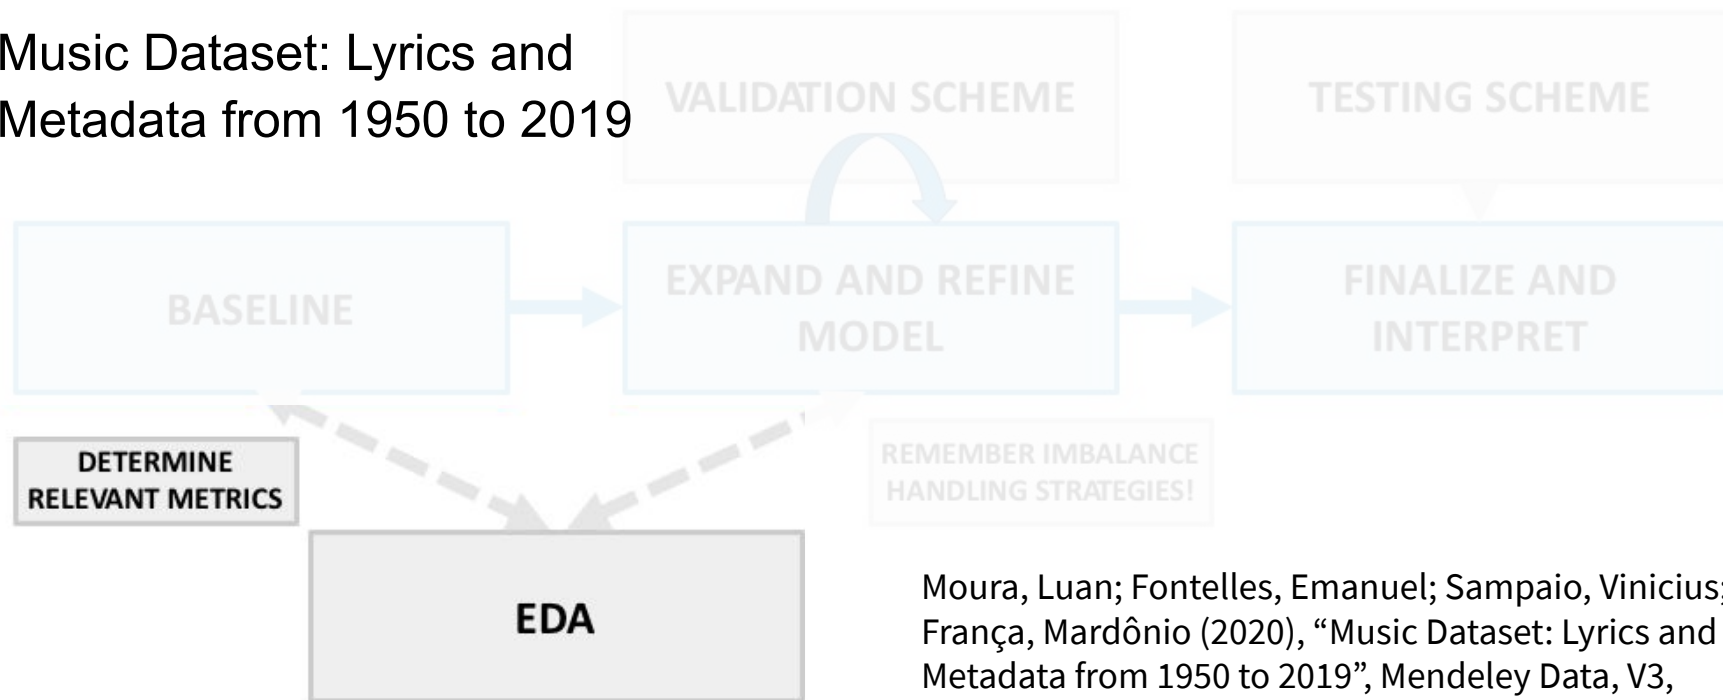 Music Dataset: Lyrics and
Metadata from 1950 to 2019
VALIDATION SCHEME
TESTING SCHEME
BASELINE
EXPAND AND REFINE
MODEL
FINALIZE AND
INTERPRET
DETERMINE
RELEVANT METRICS
REMEMBER IMBALANCE
HANDLING STRATEGIES!
EDA
Moura, Luan; Fontelles, Emanuel; Sampaio, Vinicius;
França, Mardônio (2020), “Music Dataset: Lyrics and
Metadata from 1950 to 2019”, Mendeley Data, V3,